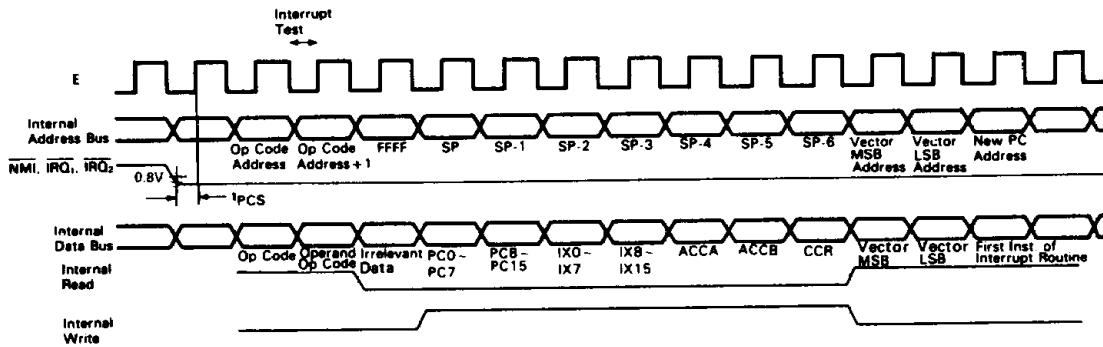 Interrupt
Test
E
Internal
Address Bus
Op Code
Address
Op Code
Address + 1
FFFF
SP
SP-1
SP-2
SP-3
SP-4
SP-5
SP-6
Vector
MSB
Address
Vector
LSB
Address
New PC
Address
NMI, IRQ₁, IRQ₂
0.8V
tPCS
Internal
Data Bus
Op Code
Operand
Op Code
Irrelevant
Data
PC0~
PC7
PC8~
PC15
IX0~
IX7
IX8~
IX15
ACCA
ACCB
CCR
Vector
MSB
Vector
LSB
First Inst. of
Interrupt Routine
Internal
Read
Internal
Write